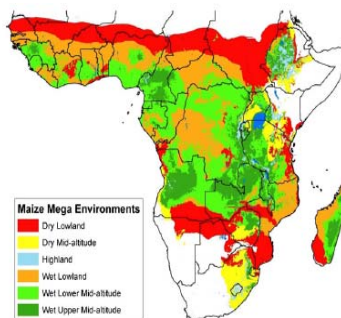 Maize Mega Environments
Dry Lowland
Dry Mid-altitude
Highland
Wet Lowland
Wet Lower Mid-altitude
Wet Upper Mid-altitude